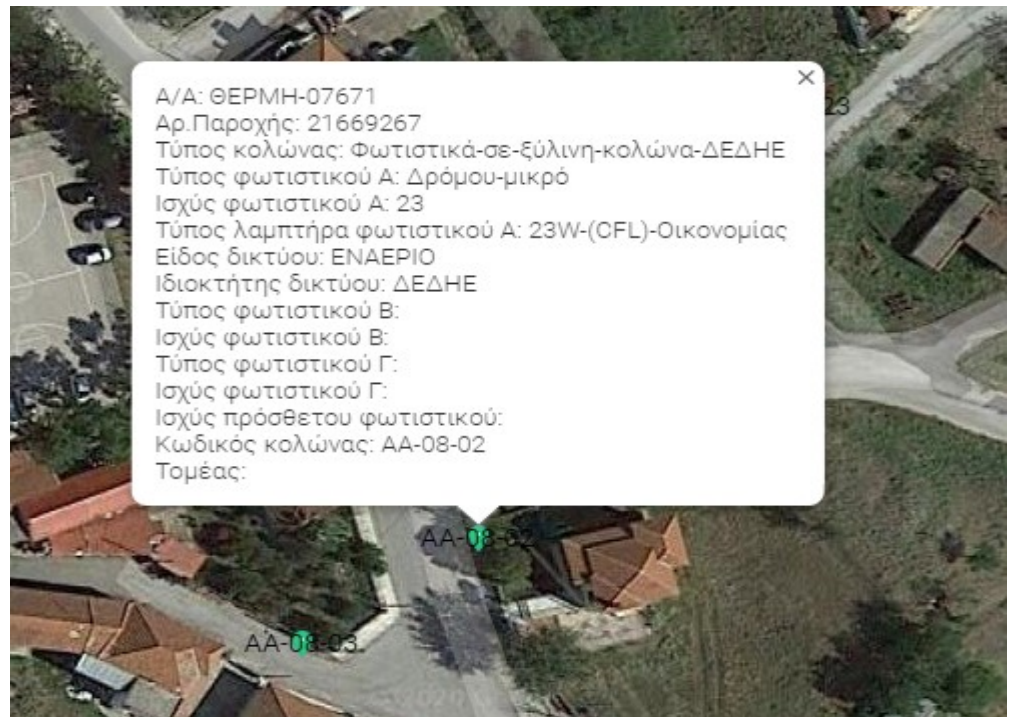 Α/Α: ΘΕΡΜΗ-07671
Αρ.Παροχής: 21669267
Τύπος κολώνας: Φωτιστικά-σε-ξύλινη-κολώνα-ΔΕΔΗΕ
Τύπος φωτιστικού Α: Δρόμου-μικρό
Ισχύς φωτιστικού Α: 23
Τύπος λαμπτήρα φωτιστικού Α: 23W-(CFL)-Οικονομίας
Είδος δικτύου: ΕΝΑΕΡΙΟ
Ιδιοκτήτης δικτύου: ΔΕΔΗΕ
Τύπος φωτιστικού Β:
Ισχύς φωτιστικού Β:
Τύπος φωτιστικού Γ:
Ισχύς φωτιστικού Γ:
Ισχύς πρόσθετου φωτιστικού:
Κωδικός κολώνας: ΑΑ-08-02
Τομέας:
23
ΑΑ-08-02
ΑΑ-08-03